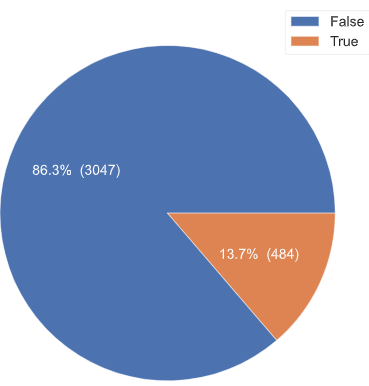 False
True
86.3% (3047)
13.7% (484)